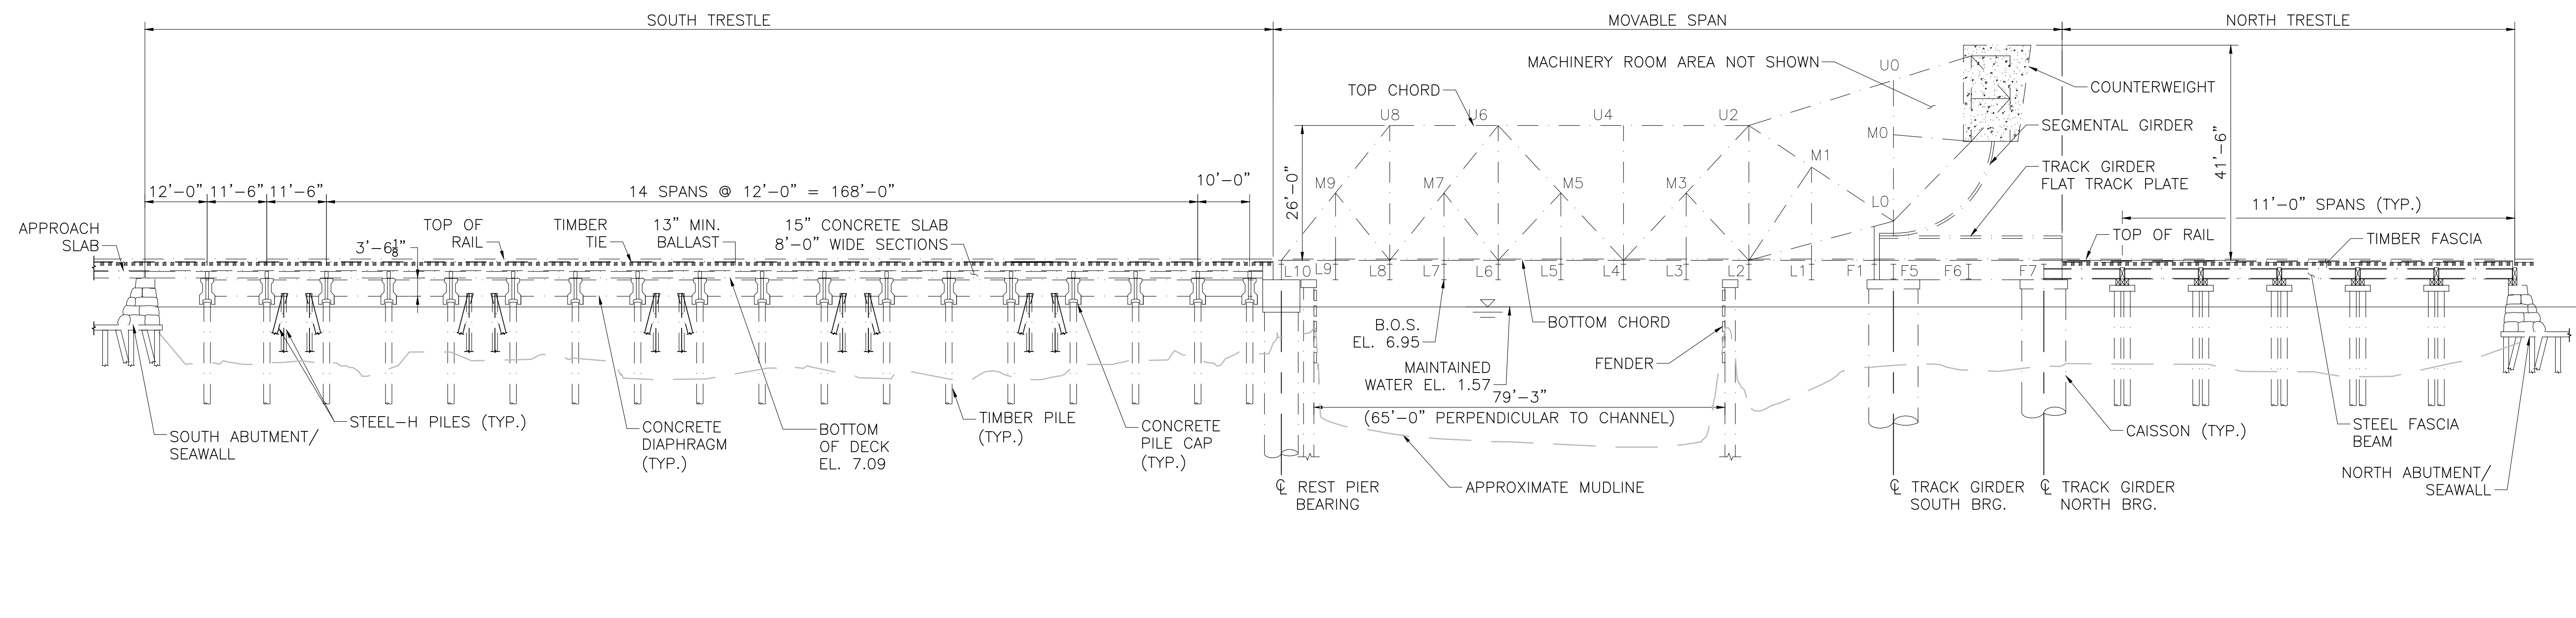 SOUTH TRESTLE
MOVABLE SPAN
NORTH TRESTLE
MACHINERY ROOM AREA NOT SHOWN
U0
COUNTERWEIGHT
TOP CHORD
U8
U6
U4
U2
M0
SEGMENTAL GIRDER
41'-6"
M1
TRACK GIRDER
FLAT TRACK PLATE
12'-0"
11'-6"
11'-6"
14 SPANS @ 12'-0" = 168'-0"
10'-0"
26'-0"
M9
M7
M5
M3
L0
11'-0" SPANS (TYP.)
APPROACH
SLAB
3'-6 1/8"
TOP OF
RAIL
TIMBER
TIE
13" MIN.
BALLAST
15" CONCRETE SLAB
8'-0" WIDE SECTIONS
TOP OF RAIL
TIMBER FASCIA
L10
L9
L8
L7
L6
L5
L4
L3
L2
L1
F1
F5
F6
F7
B.O.S.
EL. 6.95
BOTTOM CHORD
MAINTAINED
WATER EL. 1.57
FENDER
79'-3"
(65'-0" PERPENDICULAR TO CHANNEL)
SOUTH ABUTMENT/
SEAWALL
STEEL-H PILES (TYP.)
CONCRETE
DIAPHRAGM
(TYP.)
BOTTOM
OF DECK
EL. 7.09
TIMBER PILE
(TYP.)
CONCRETE
PILE CAP
(TYP.)
CAISSON (TYP.)
STEEL FASCIA
BEAM
NORTH ABUTMENT/
SEAWALL
℄ REST PIER
BEARING
APPROXIMATE MUDLINE
℄ TRACK GIRDER
SOUTH BRG.
℄ TRACK GIRDER
NORTH BRG.